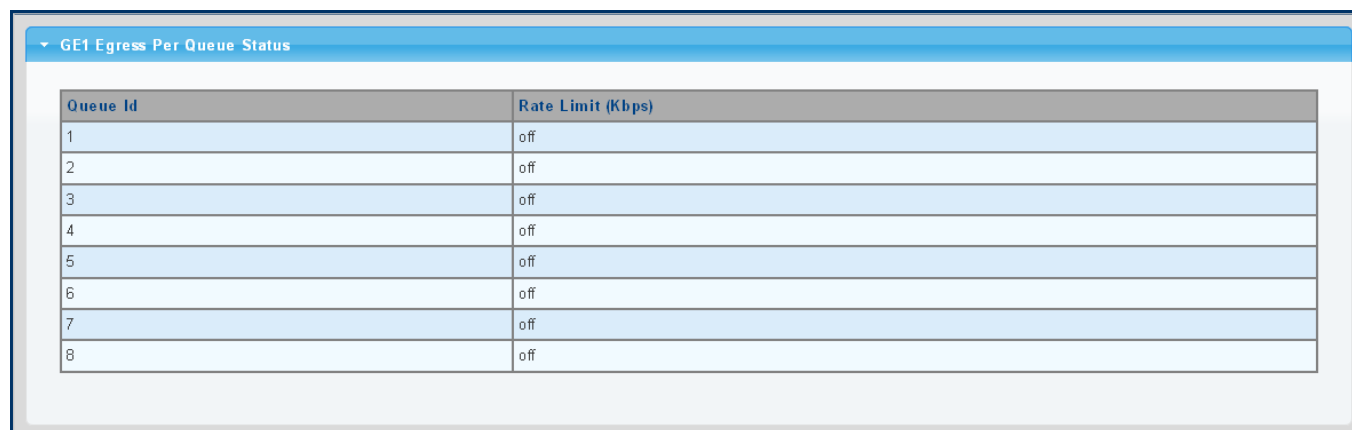 GE1 Egress Per Queue Status
Queue Id Rate Limit (Kbps)
1 off
2 off
3 off
4 off
5 off
6 off
7 off
8 off